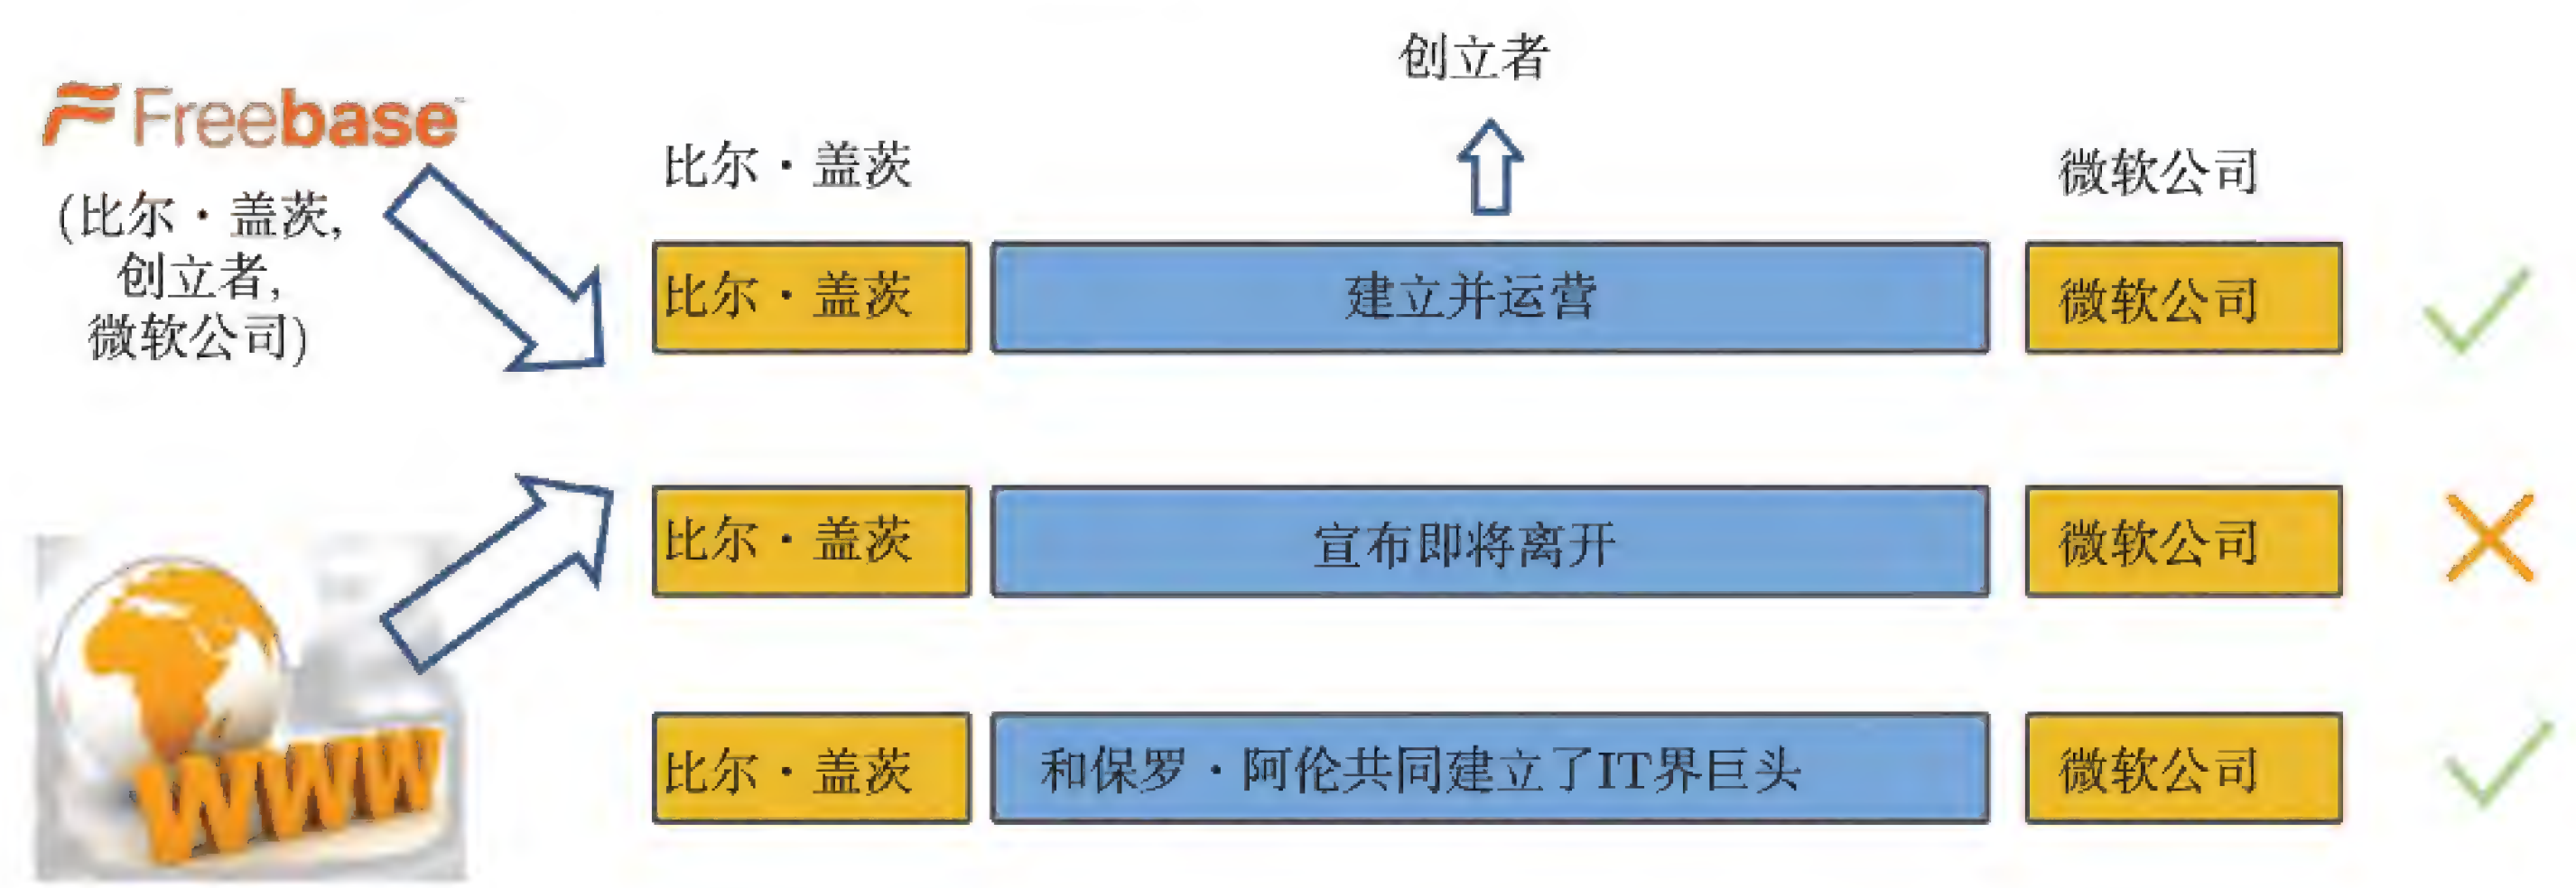 Freebase
(比尔·盖茨,
创立者,
微软公司)
创立者
比尔·盖茨
微软公司
比尔·盖茨 建立并运营 微软公司
比尔·盖茨 宣布即将离开 微软公司
比尔·盖茨 和保罗·阿伦共同建立了IT界巨头 微软公司
WWW